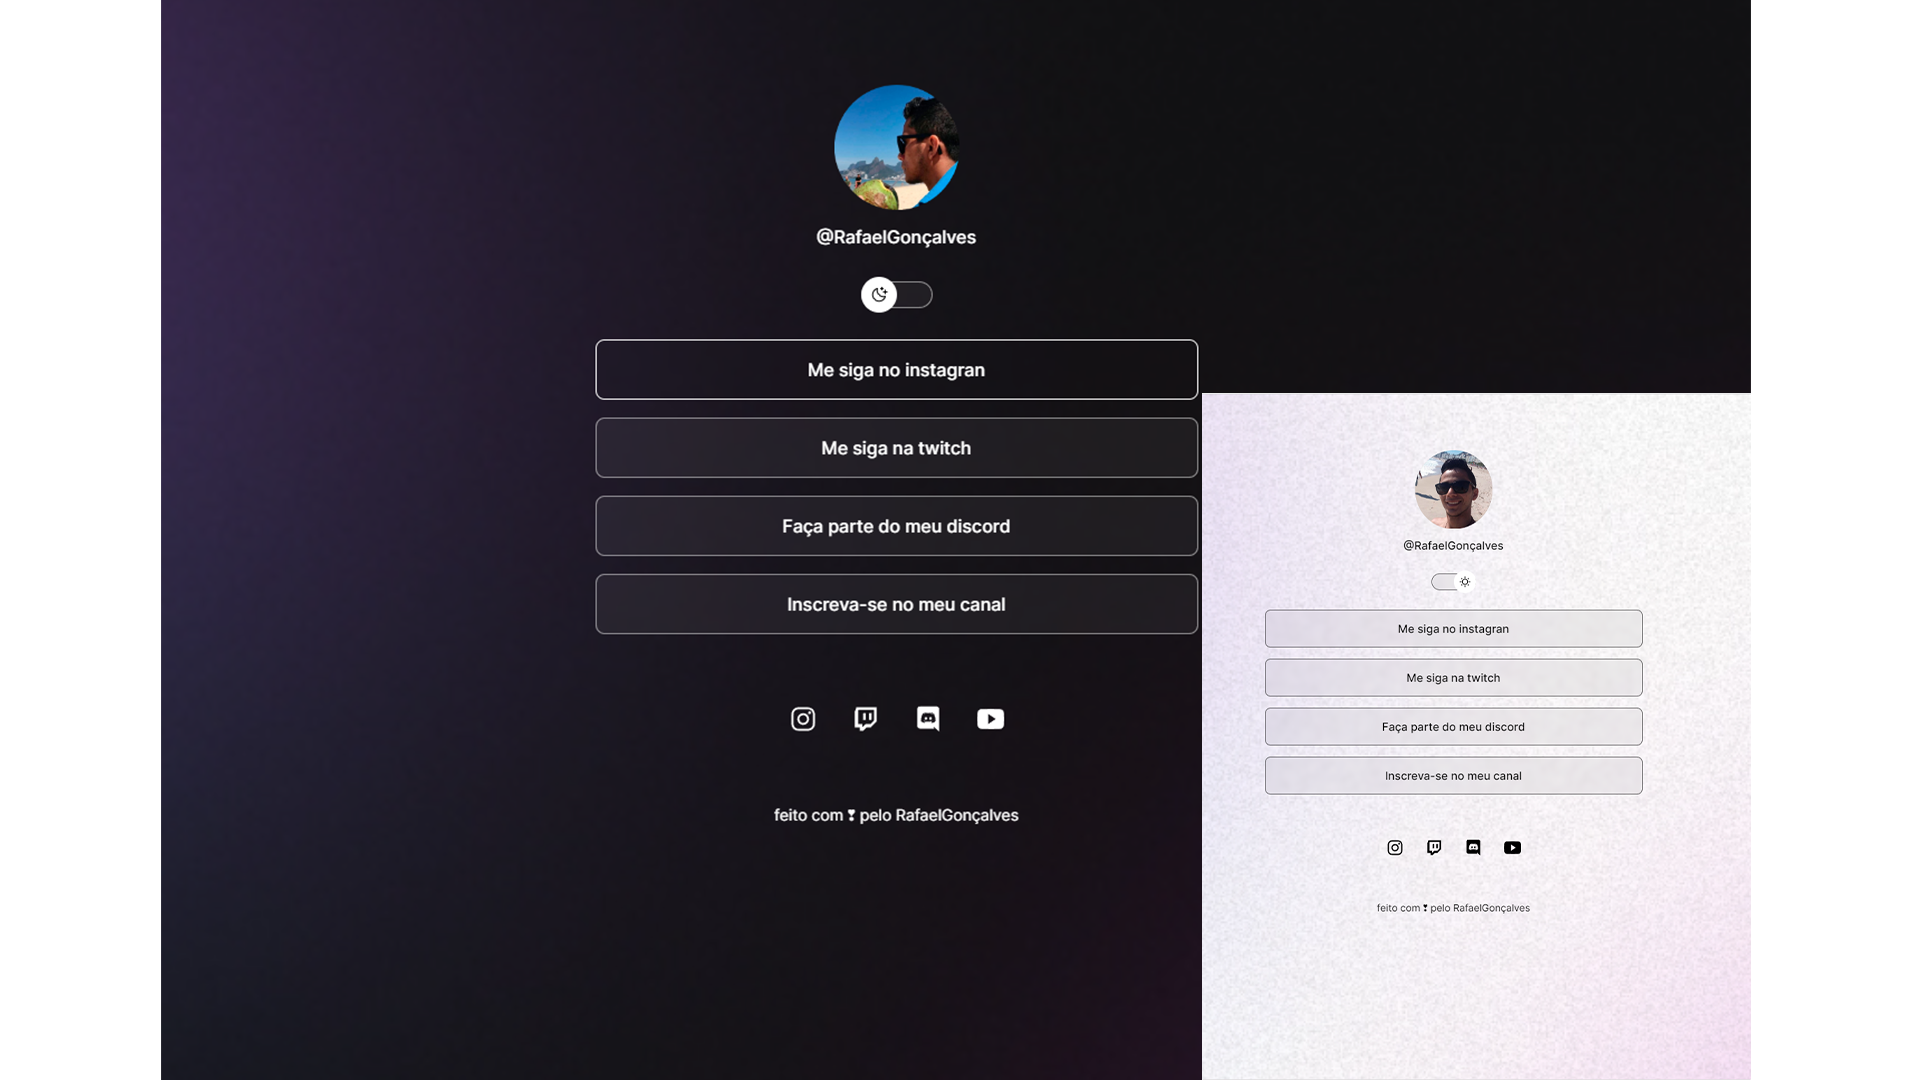 @RafaelGonçalves
Me siga no instagran
Me siga na twitch
Faça parte do meu discord
Inscreva-se no meu canal
feito com ❣ pelo RafaelGonçalves
@RafaelGonçalves
Me siga no instagran
Me siga na twitch
Faça parte do meu discord
Inscreva-se no meu canal
feito com ❣ pelo RafaelGonçalves